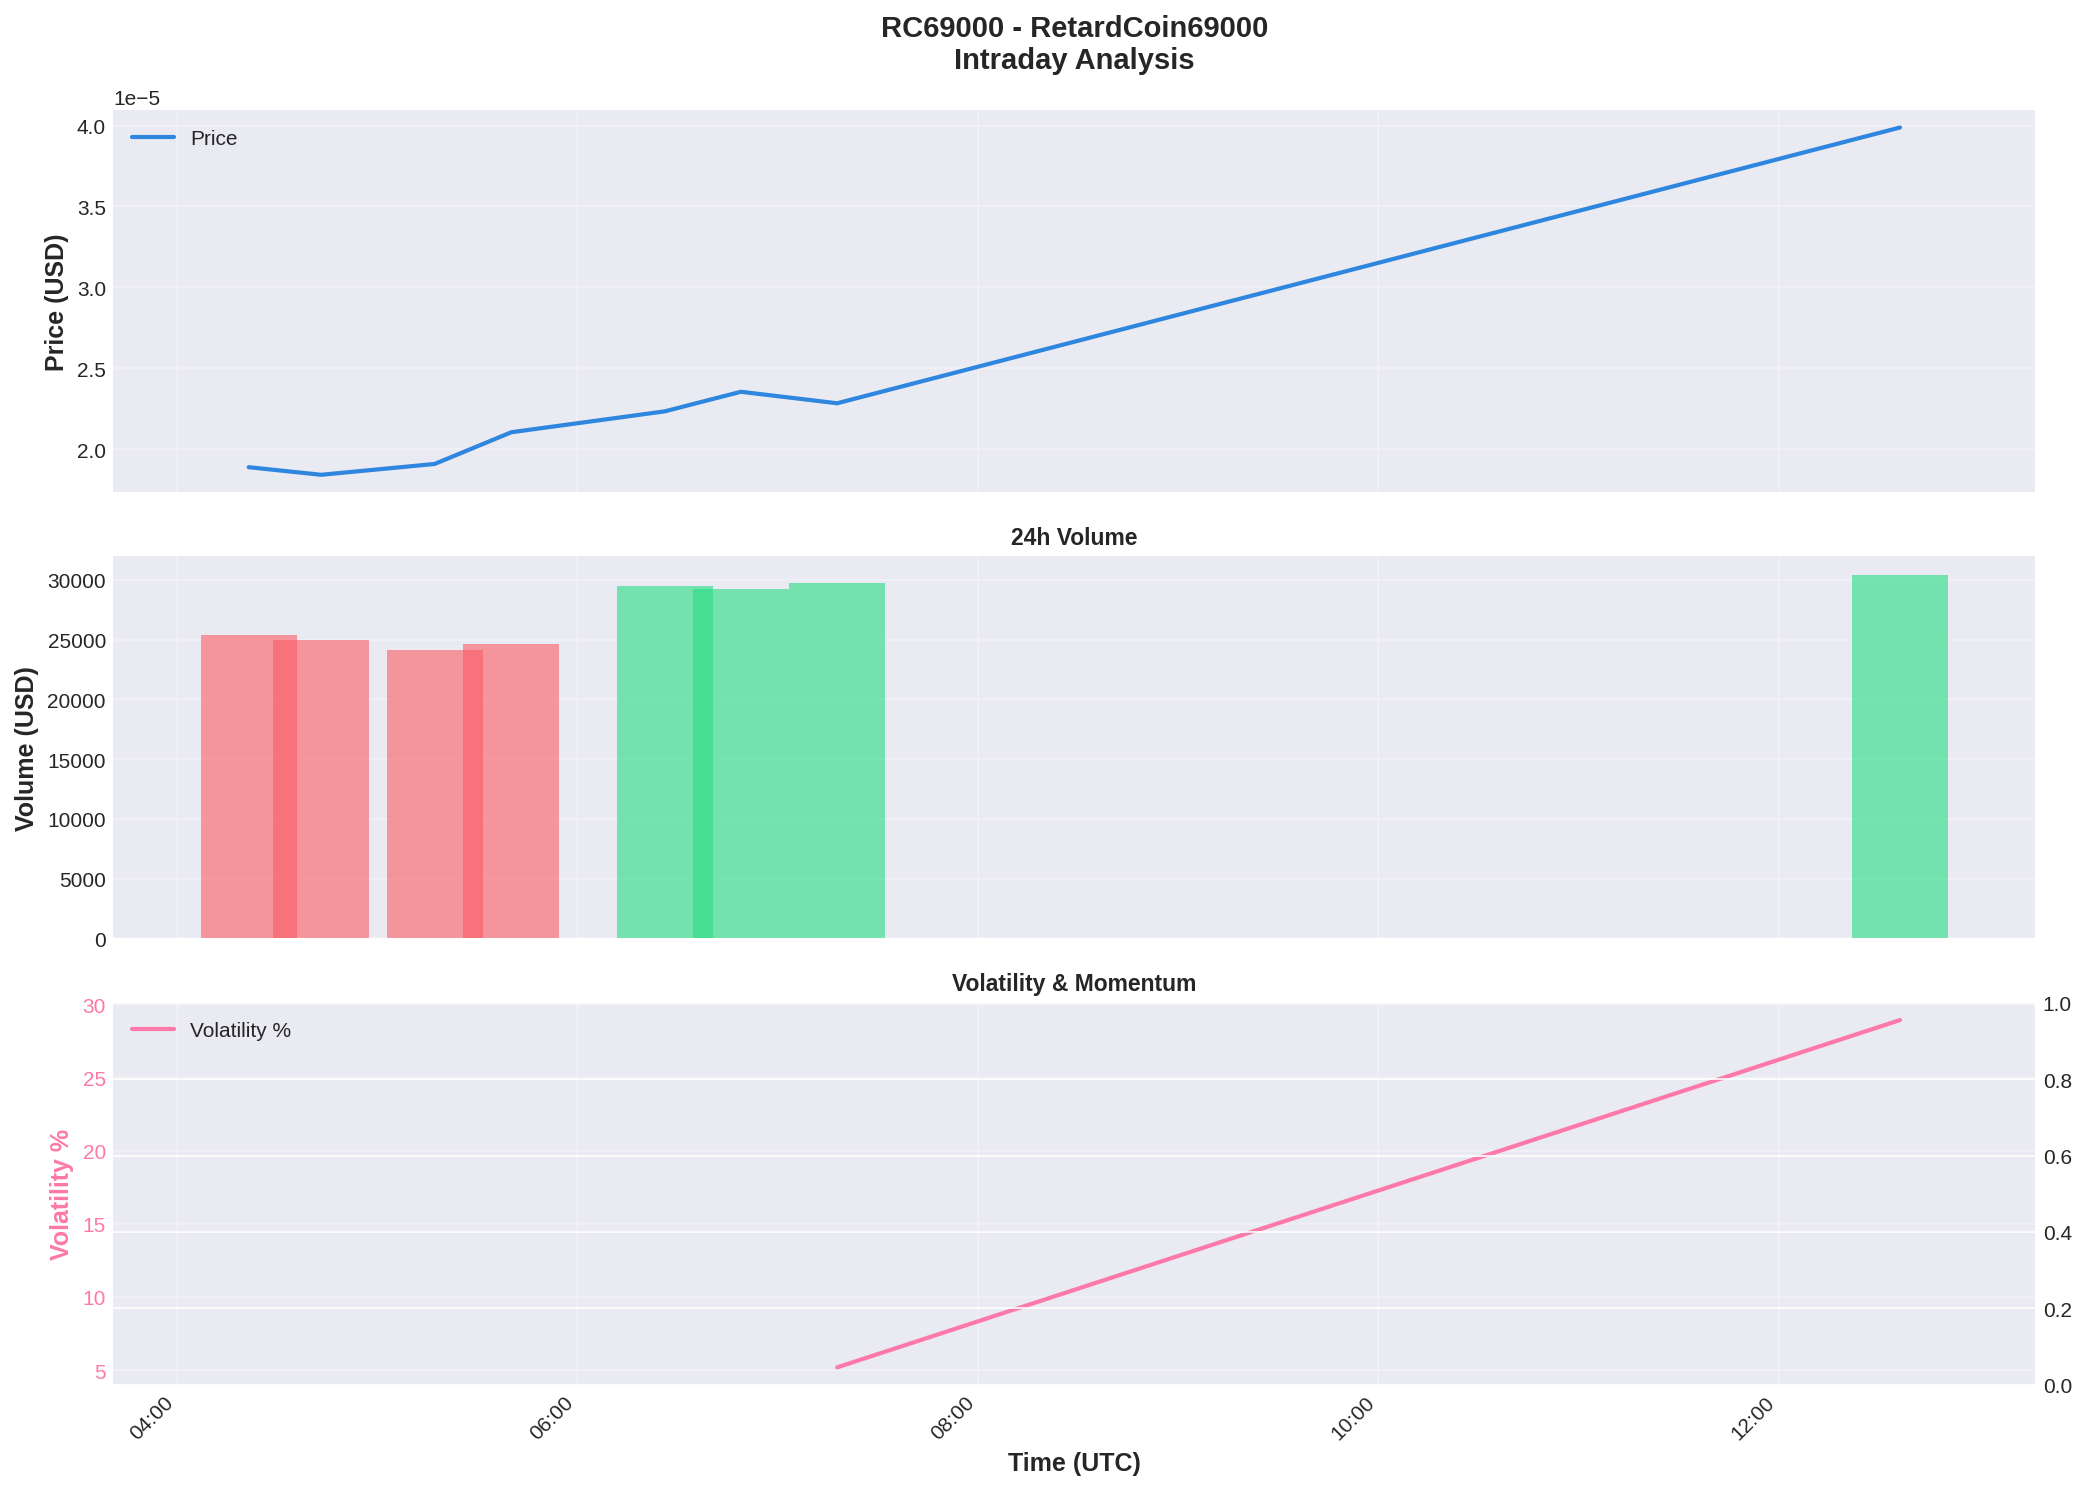 RC69000 - RetardCoin69000
Intraday Analysis
1e−5
4.0
3.5
3.0
2.5
2.0
Price (USD)
Price
24h Volume
30000
25000
20000
15000
10000
5000
0
Volume (USD)
Volatility & Momentum
30
25
20
15
10
5
Volatility %
Volatility %
1.0
0.8
0.6
0.4
0.2
0.0
04:00
06:00
08:00
10:00
12:00
Time (UTC)